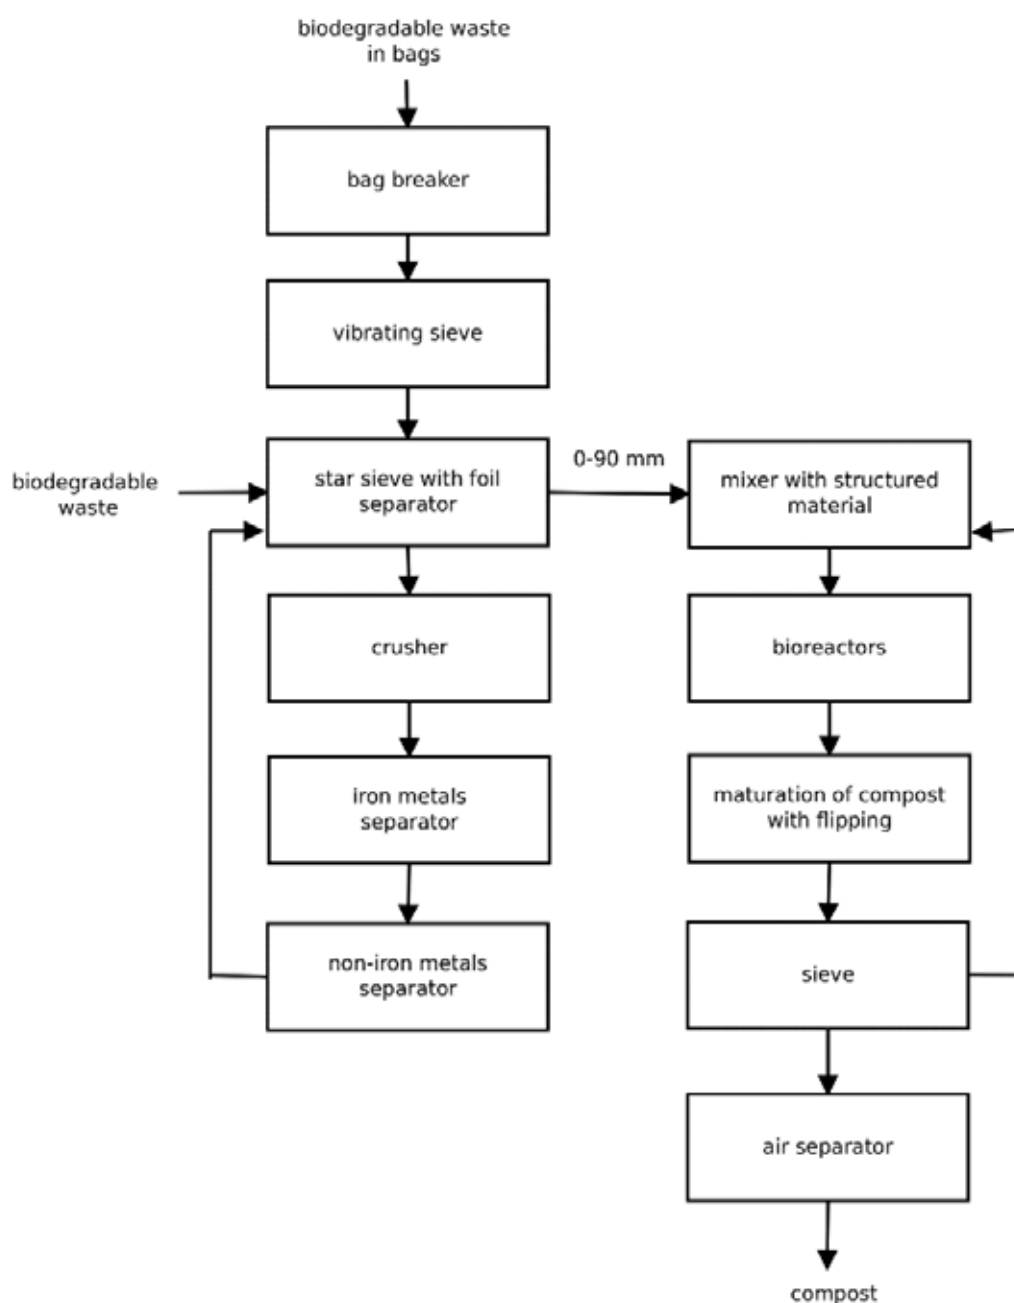 biodegradable waste
in bags
bag breaker
vibrating sieve
biodegradable
waste
star sieve with foil
separator
0-90 mm
mixer with structured
material
crusher
bioreactors
iron metals
separator
maturation of compost
with flipping
non-iron metals
separator
sieve
air separator
compost